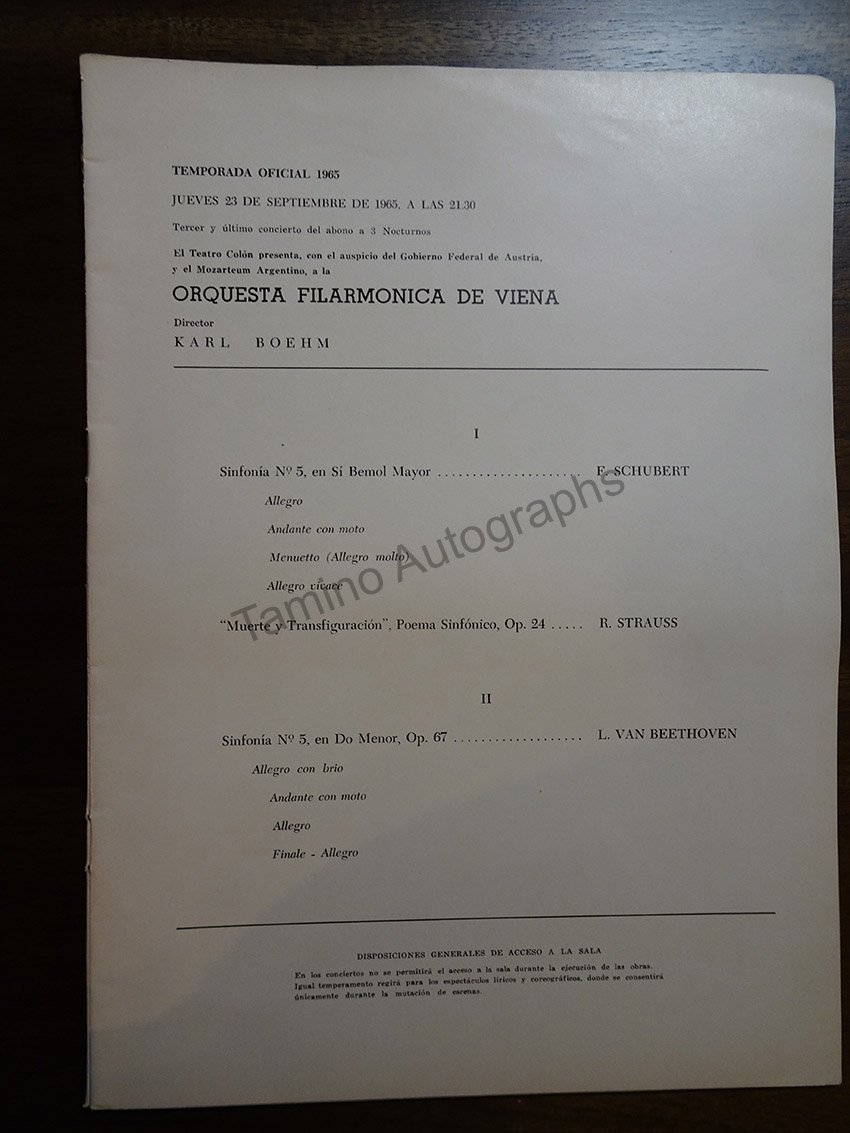 TEMPORADA OFICIAL 1965
JUEVES 23 DE SEPTIEMBRE DE 1965, A LAS 21.30
Tercer y último concierto del abono a 3 Nocturnos
El Teatro Colón presenta, con el auspicio del Gobierno Federal de Austria,
y el Mozarteum Argentino, a la
ORQUESTA FILARMONICA DE VIENA
Director
KARL BOEHM
I
Sinfonía Nº 5, en Sí Bemol Mayor ..................... F. SCHUBERT
Allegro
Andante con moto
Menuetto (Allegro molto)
Allegro vivace
Tamino Autographs
"Muerte y Transfiguración", Poema Sinfónico, Op. 24 ..... R. STRAUSS
II
Sinfonía Nº 5, en Do Menor, Op. 67 ................... L. VAN BEETHOVEN
Allegro con brio
Andante con moto
Allegro
Finale - Allegro
DISPOSICIONES GENERALES DE ACCESO A LA SALA
En los conciertos no se permitirá el acceso a la sala durante la ejecución de las obras.
Igual temperamento regirá para los espectáculos líricos y coreográficos, donde se consentirá
únicamente durante la mutación de escenas.